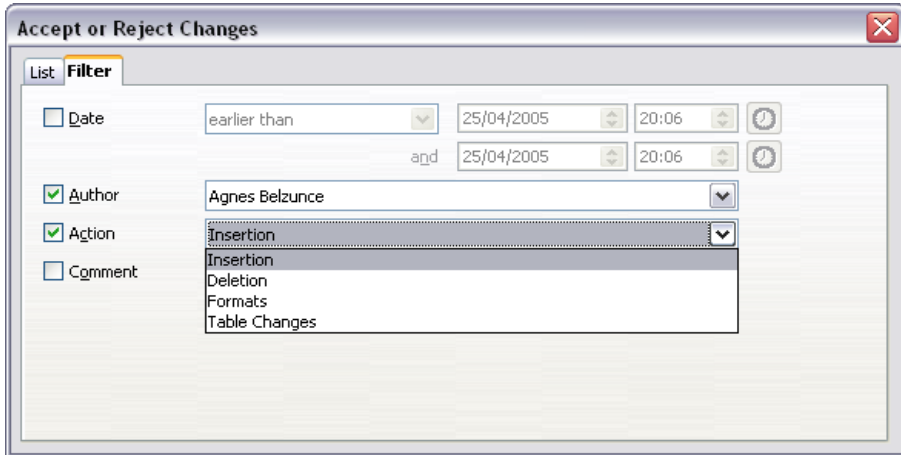 Accept or Reject Changes
List Filter
Date earlier than 25/04/2005 20:06
and 25/04/2005 20:06
Author Agnes Belzunce
Action Insertion
Insertion
Comment
Deletion
Formats
Table Changes